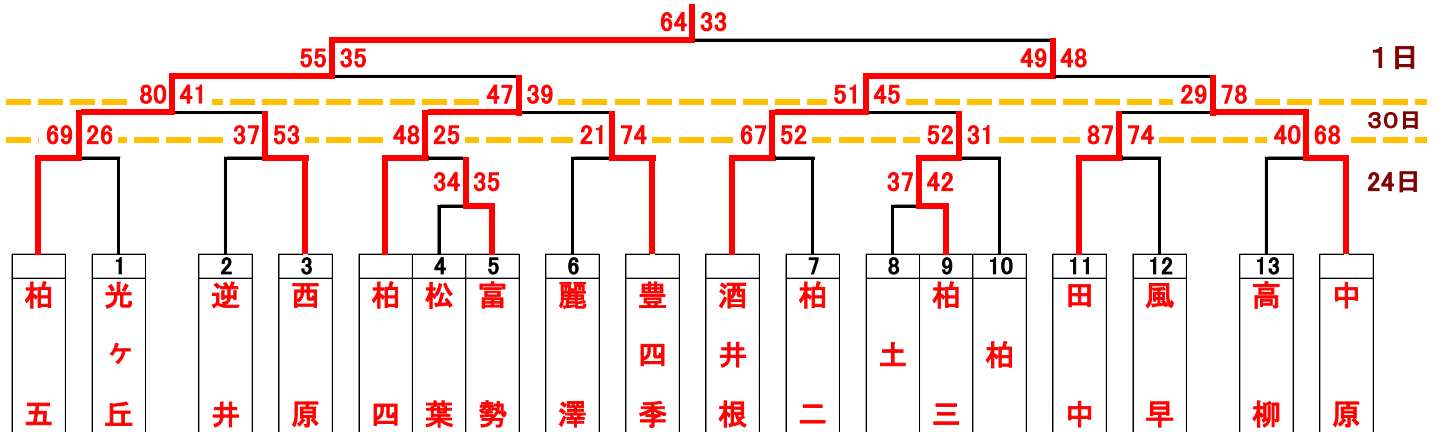 64 33
55 35 49 48 1日
80 41 47 39 51 45 29 78
30日
69 26 37 53 48 25 21 74 67 52 52 31 87 74 40 68
34 35 37 42 24日
1 2 3 4 5 6 7 8 9 10 11 12 13
柏五
光ヶ丘
逆井
西原
柏四
松葉
富勢
麗澤
豊四季
酒井根
柏二
土
柏三
柏
田中
風早
高柳
中原